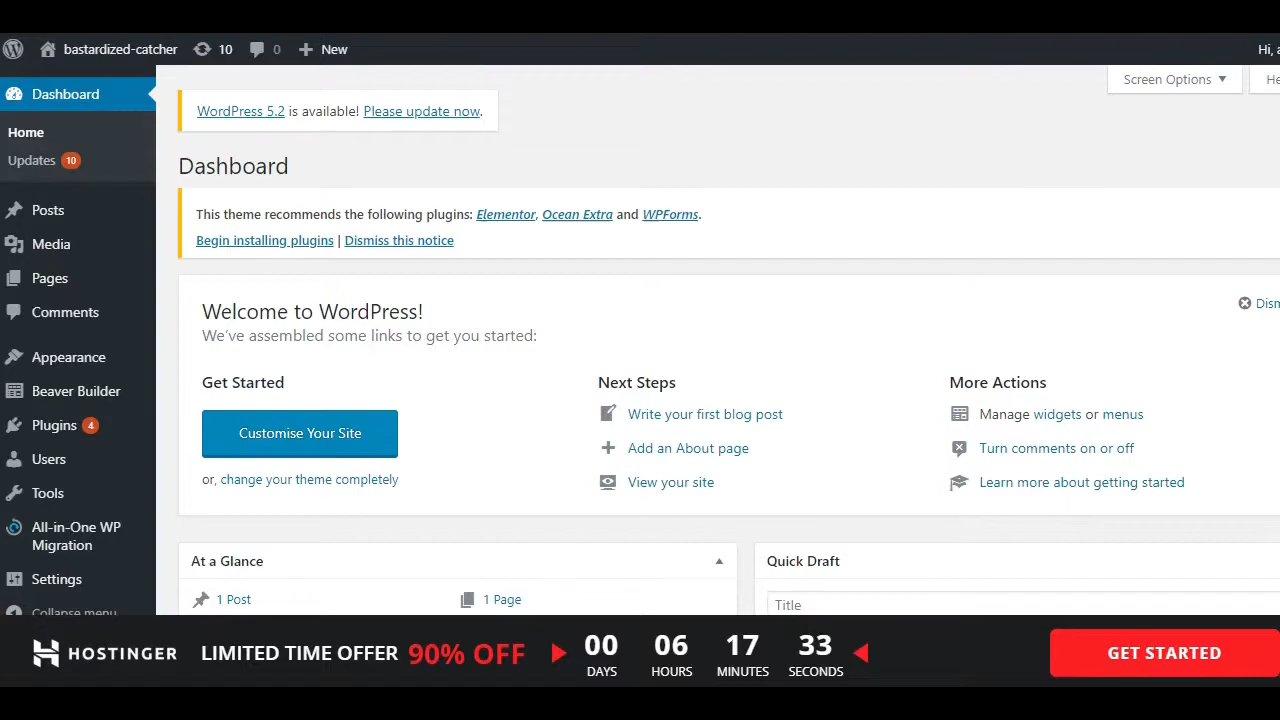 bastardized-catcher 10 0 New Hi, a
Dashboard
Home
Updates 10
Posts
Media
Pages
Comments
Appearance
Beaver Builder
Plugins 4
Users
Tools
All-in-One WP
Migration
Settings
Collapse menu
Screen Options He
WordPress 5.2 is available! Please update now.
Dashboard
This theme recommends the following plugins: Elementor, Ocean Extra and WPForms.
Begin installing plugins | Dismiss this notice
Welcome to WordPress!
Dism
We've assembled some links to get you started:
Get Started
Customise Your Site
or, change your theme completely
Next Steps
Write your first blog post
Add an About page
View your site
More Actions
Manage widgets or menus
Turn comments on or off
Learn more about getting started
At a Glance
1 Post 1 Page
Quick Draft
Title
HOSTINGER LIMITED TIME OFFER 90% OFF
00 06 17 33
DAYS HOURS MINUTES SECONDS
GET STARTED